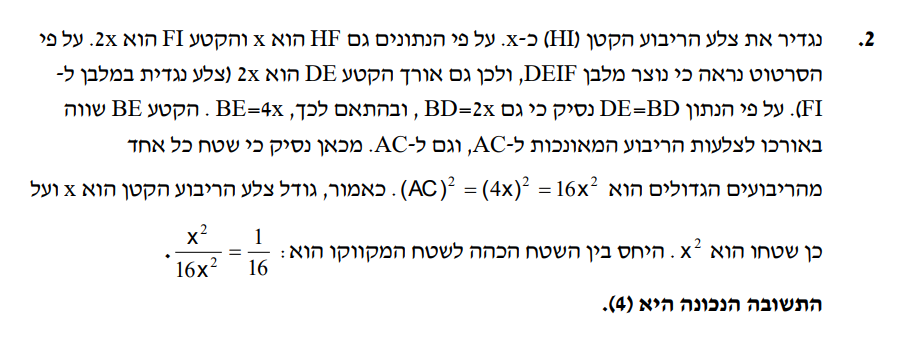 2. נגדיר את צלע הריבוע הקטן (HI) כ-x. על פי הנתונים גם HF הוא x והקטע FI הוא 2x. על פי
הסרטוט נראה כי נוצר מלבן DEIF, ולכן גם אורך הקטע DE הוא 2x (צלע נגדית במלבן ל-
FI). על פי הנתון DE=BD נסיק כי גם BD=2x , ובהתאם לכך, BE=4x . הקטע BE שווה
באורכו לצלעות הריבוע המאונכות ל-AC, וגם ל-AC. מכאן נסיק כי שטח כל אחד
מהריבועים הגדולים הוא (AC)² = (4x)² = 16x² . כאמור, גודל צלע הריבוע הקטן הוא x ועל
כן שטחו הוא x² . היחס בין השטח הכהה לשטח המקווקו הוא: x²/16x² = 1/16 .
התשובה הנכונה היא (4).